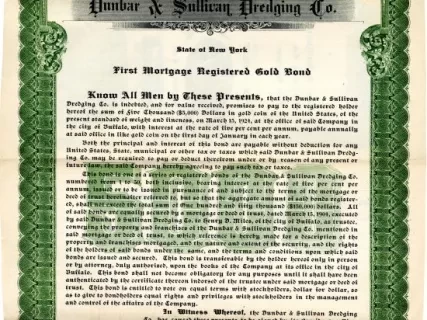 Dunbar & Sullivan Dredging Co.
State of New York
First Mortgage Registered Gold Bond
Know All Men by These Presents, that the Dunbar & Sullivan
Dredging Co. is indebted, and for value received, promises to pay to the registered holder
hereof the sum of Five Thousand ($5,000) Dollars in gold coin of the United States, of the
present standard of weight and fineness, on March 15, 1924, at the office of said Company in
the city of Buffalo, with interest at the rate of five per cent per annum, payable annually
at said office in like gold coin on the first day of January in each year.
Both the principal and interest of this bond are payable without deduction for any
United States, State, municipal or other tax or taxes which said Dunbar & Sullivan Dredg-
ing Co. may be required to pay or deduct therefrom under or by reason of any present or
future law, the said Company hereby agreeing to pay such tax or taxes.
This bond is one of a series of registered bonds of the Dunbar & Sullivan Dredging Co.
numbered from 1 to 30, both inclusive, bearing interest at the rate of five per cent per
annum, issued or to be issued in pursuance of and subject to the terms of the mortgage or
deed of trust hereinafter referred to, but so that the aggregate amount of said bonds register-
ed, shall not exceed the total sum of One hundred and fifty thousand Dollars. All
of said bonds are equally secured by a mortgage or deed of trust, dated March 15, 1904, executed
by said Dunbar & Sullivan Dredging Co. to Henry D. Miles, of the City of Buffalo, as trustee,
conveying the property and franchises of the Dunbar & Sullivan Dredging Co. mentioned in
said mortgage or deed of trust, to which reference is hereby made for a description of the
property and franchises mortgaged, and the nature and extent of the security, and the rights
of the holders of said bonds under the same, and the terms and conditions upon which said
bonds are issued and secured. This bond is transferable by the holder hereof only in person
or by attorney, duly authorized, upon the books of the Company at its office in the city of
Buffalo. This bond shall not become obligatory for any purposes until it shall have been
authenticated by the certificate thereon indorsed of the trustee under said mortgage or deed of
trust. This bond is entitled to vote on equal terms with stockholders, dollar for dollar, so
as to give to bondholders equal rights and privileges with stockholders in the management
and control of the affairs of the Company.
In Witness Whereof, the Dunbar & Sullivan Dredging